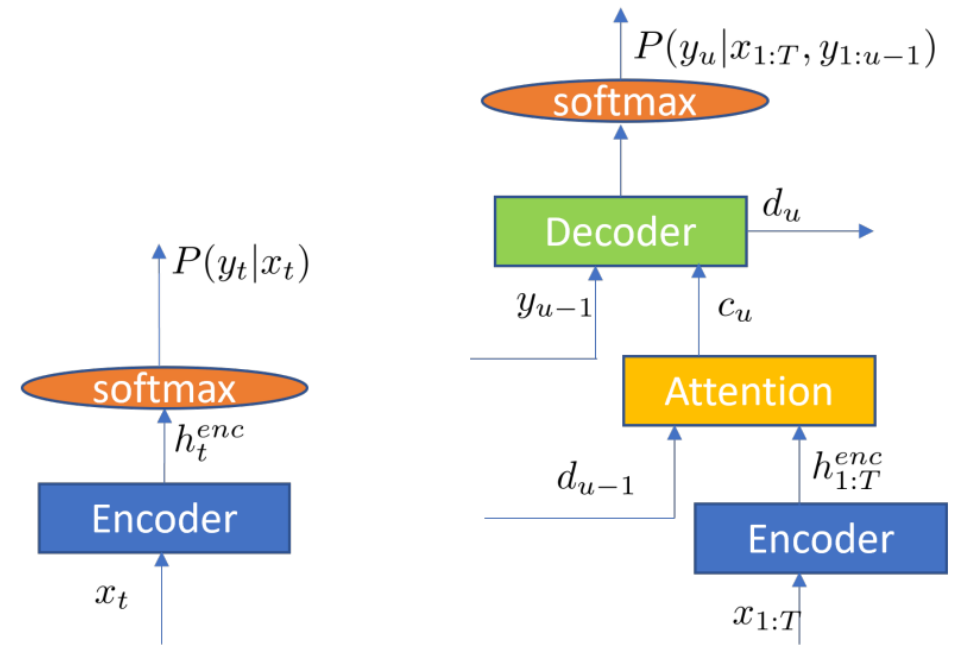 P(y_t|x_t)
softmax
h_t^{enc}
Encoder
x_t
P(y_u|x_{1:T}, y_{1:u-1})
softmax
Decoder
d_u
y_{u-1}
c_u
Attention
d_{u-1}
h_{1:T}^{enc}
Encoder
x_{1:T}